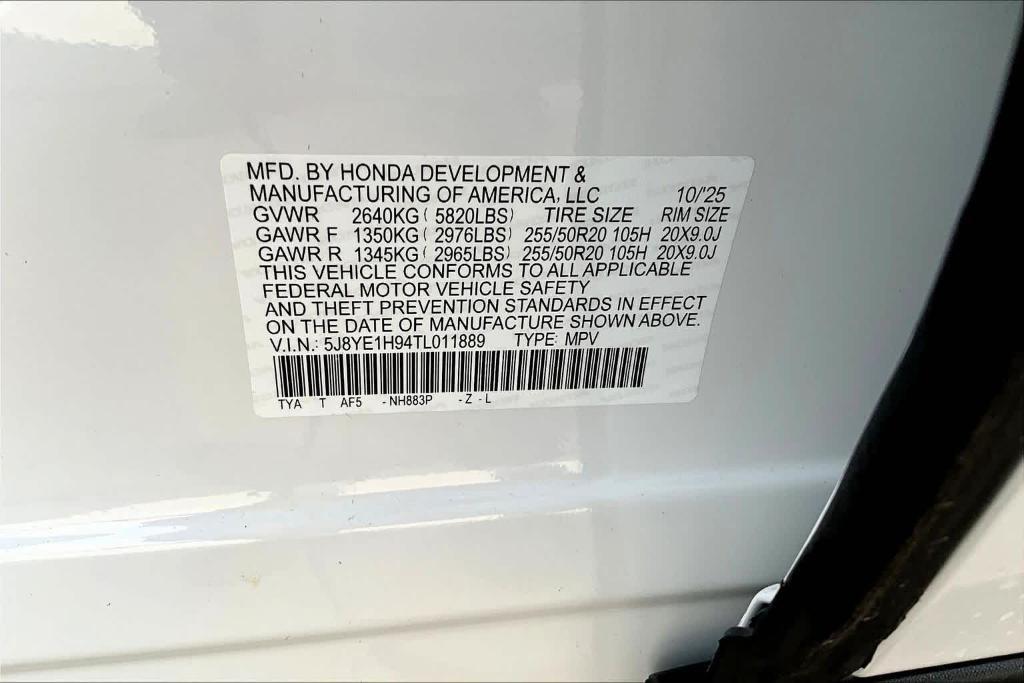 MFD. BY HONDA DEVELOPMENT &
MANUFACTURING OF AMERICA, LLC 10/'25
GVWR 2640KG ( 5820LBS) TIRE SIZE RIM SIZE
GAWR F 1350KG ( 2976LBS) 255/50R20 105H 20X9.0J
GAWR R 1345KG ( 2965LBS) 255/50R20 105H 20X9.0J
THIS VEHICLE CONFORMS TO ALL APPLICABLE
FEDERAL MOTOR VEHICLE SAFETY
AND THEFT PREVENTION STANDARDS IN EFFECT
ON THE DATE OF MANUFACTURE SHOWN ABOVE.
V.I.N.: 5J8YE1H94TL011889 TYPE: MPV
TYA T AF5 -NH883P -Z-L